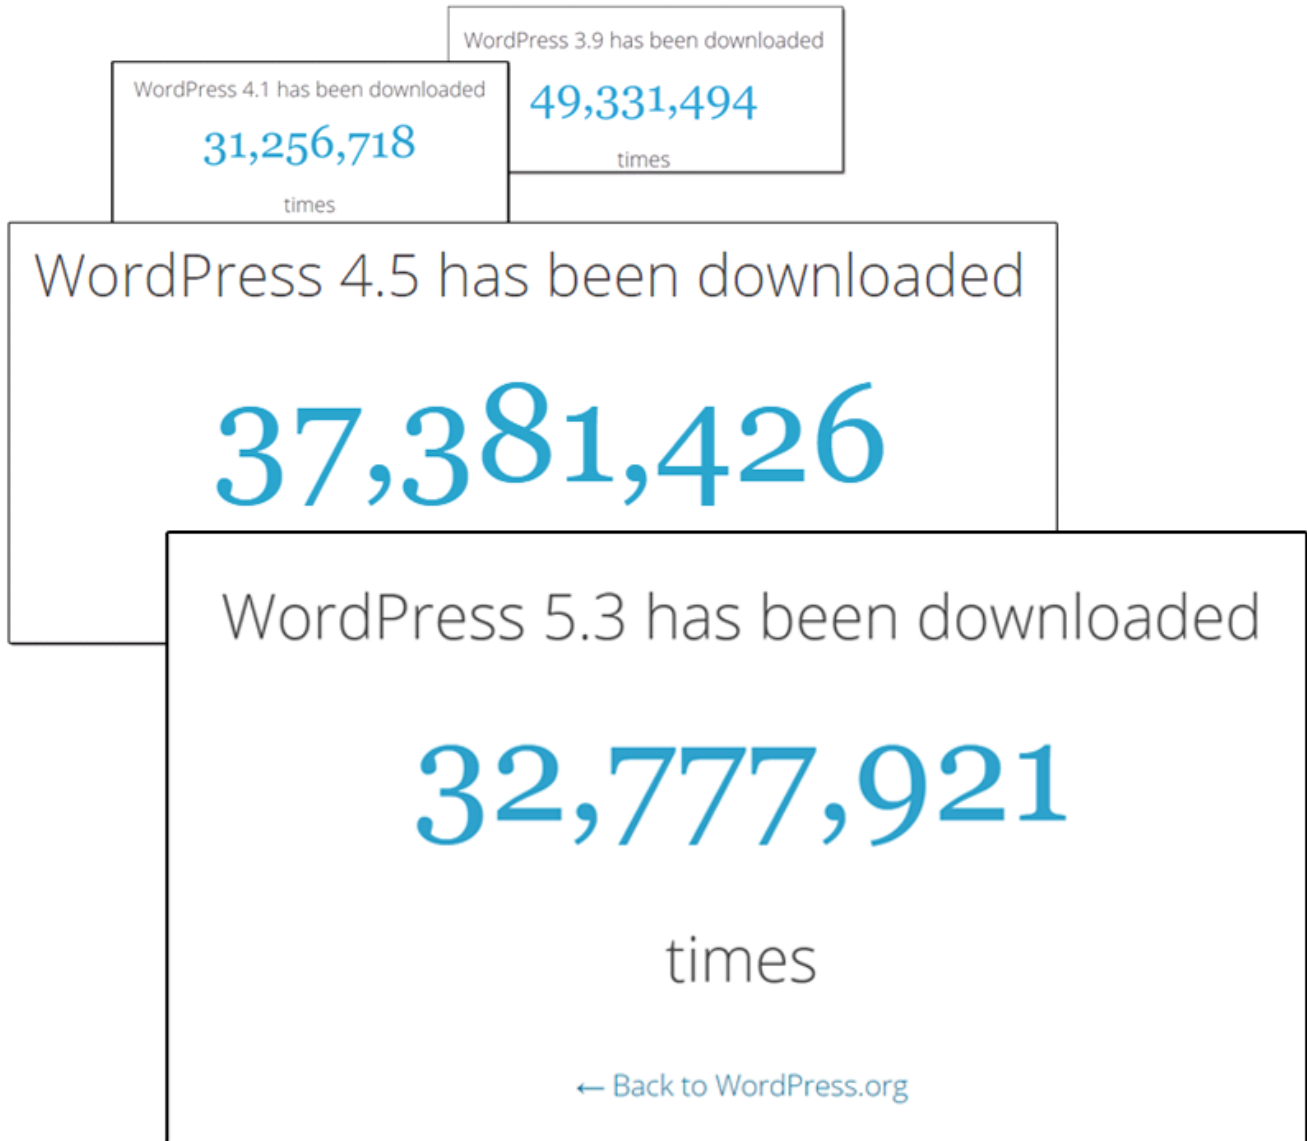 WordPress 3.9 has been downloaded
49,331,494
times
WordPress 4.1 has been downloaded
31,256,718
times
WordPress 4.5 has been downloaded
37,381,426
WordPress 5.3 has been downloaded
32,777,921
times
← Back to WordPress.org